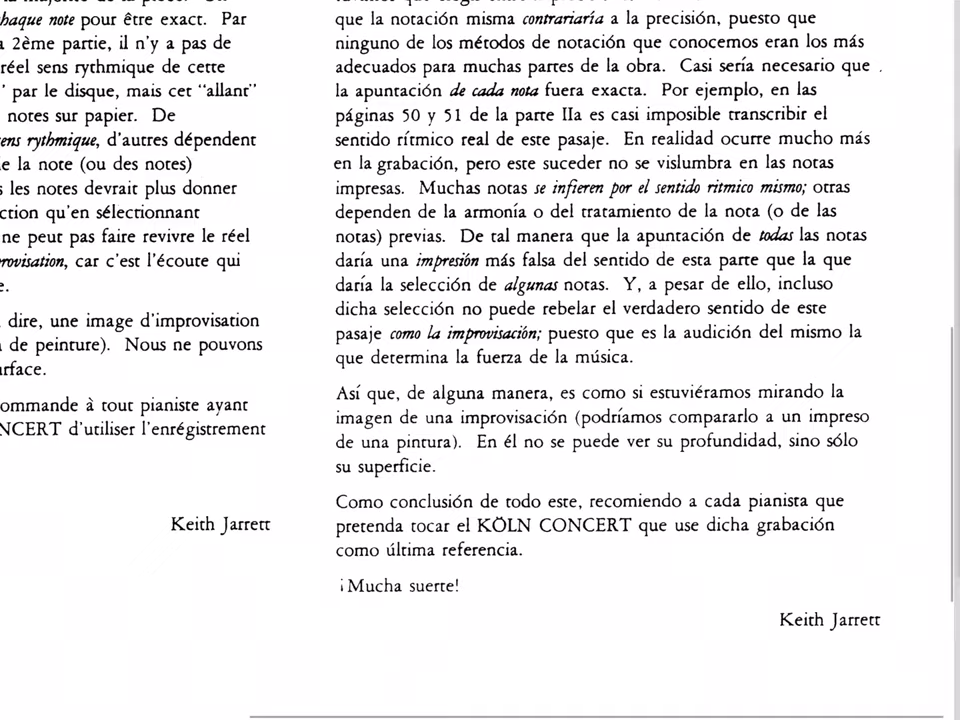 la majorité de la pièce. Un
chaque note pour être exact. Par
2ème partie, il n'y a pas de
réel sens rythmique de cette
" par le disque, mais cet "allant"
notes sur papier. De
sens rythmique, d'autres dépendent
de la note (ou des notes)
les notes devrait plus donner
ction qu'en sélectionnant
ne peut pas faire revivre le réel
rovisation, car c'est l'écoute qui
e.
dire, une image d'improvisation
de peinture). Nous ne pouvons
urface.
ommande à tout pianiste ayant
NCERT d'utiliser l'enrégistrement
Keith Jarrett
que la notación misma contrariaría a la precisión, puesto que
ninguno de los métodos de notación que conocemos eran los más
adecuados para muchas partes de la obra. Casi sería necesario que .
la apuntación de cada nota fuera exacta. Por ejemplo, en las
páginas 50 y 51 de la parte IIa es casi imposible transcribir el
sentido rítmico real de este pasaje. En realidad ocurre mucho más
en la grabación, pero este suceder no se vislumbra en las notas
impresas. Muchas notas se infieren por el sentido ritmico mismo; otras
dependen de la armonía o del tratamiento de la nota (o de las
notas) previas. De tal manera que la apuntación de todas las notas
daría una impresión más falsa del sentido de esta parte que la que
daría la selección de algunas notas. Y, a pesar de ello, incluso
dicha selección no puede rebelar el verdadero sentido de este
pasaje como la improvisación; puesto que es la audición del mismo la
que determina la fuerza de la música.
Así que, de alguna manera, es como si estuviéramos mirando la
imagen de una improvisación (podríamos compararlo a un impreso
de una pintura). En él no se puede ver su profundidad, sino sólo
su superficie.
Como conclusión de todo este, recomiendo a cada pianista que
pretenda tocar el KÖLN CONCERT que use dicha grabación
como última referencia.
¡Mucha suerte!
Keith Jarrett